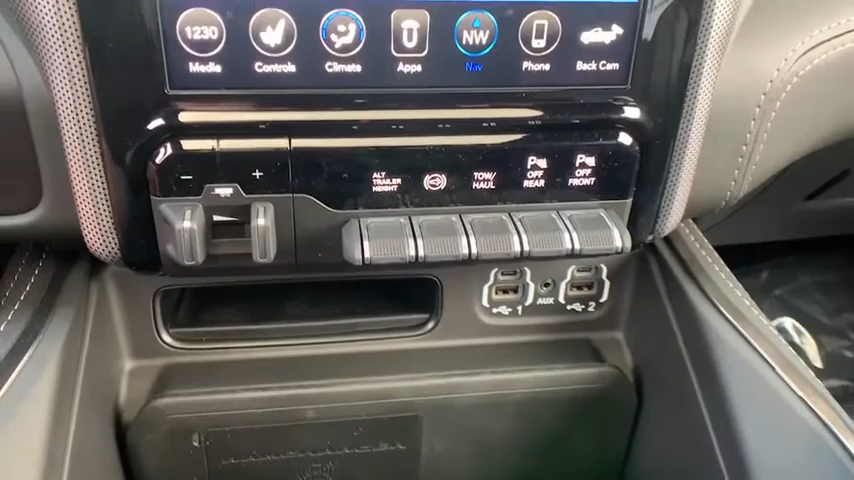 1230 NW
Media Controls Climate Apps Nav Phone Back Cam
- + ALT TRAILER HEIGHT TOW/HAUL P OFF REAR P OFF FRONT
1 AUX 2